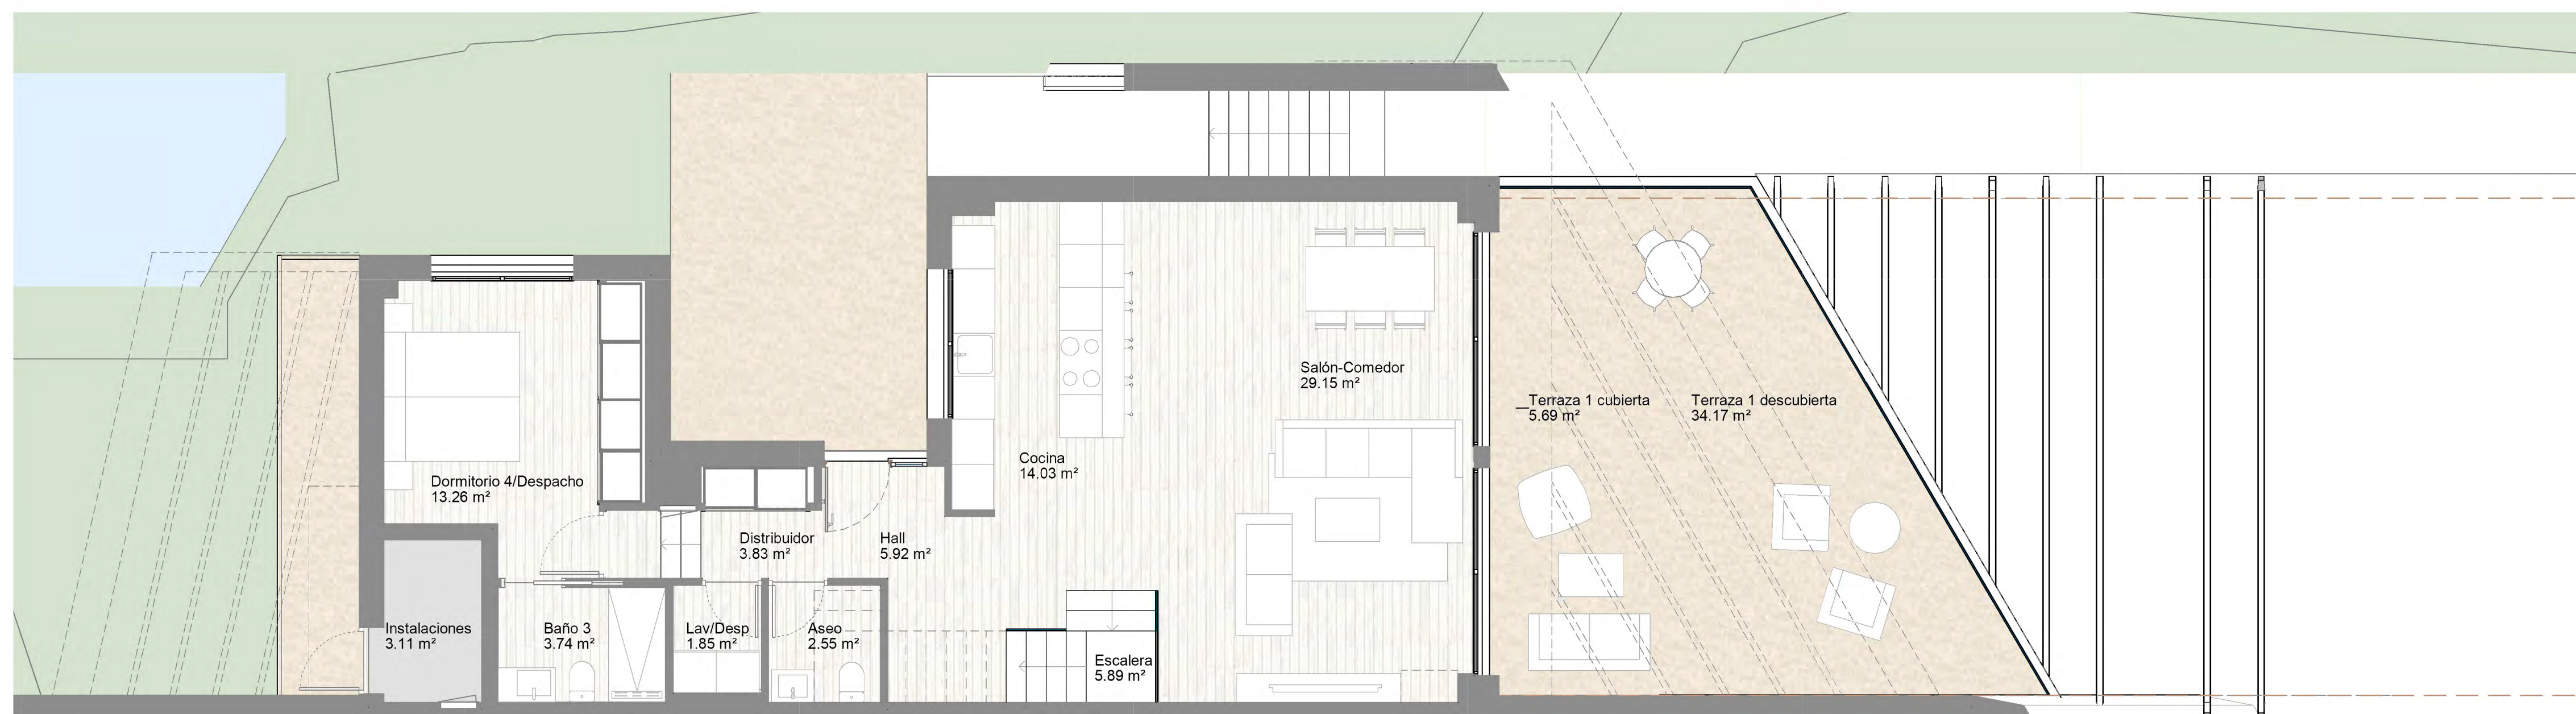 Salón-Comedor
29.15 m²
Terraza 1 cubierta
5.69 m²
Terraza 1 descubierta
34.17 m²
Cocina
14.03 m²
Dormitorio 4/Despacho
13.26 m²
Distribuidor
3.83 m²
Hall
5.92 m²
Instalaciones
3.11 m²
Baño 3
3.74 m²
Lav/Desp
1.85 m²
Aseo
2.55 m²
Escalera
5.89 m²